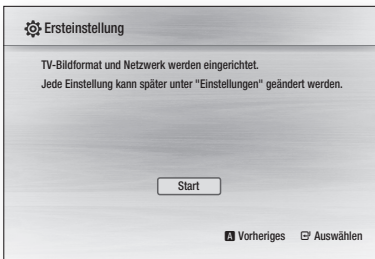 Ersteinstellung
TV-Bildformat und Netzwerk werden eingerichtet.
Jede Einstellung kann später unter "Einstellungen" geändert werden.
Start
A Vorheriges Auswählen